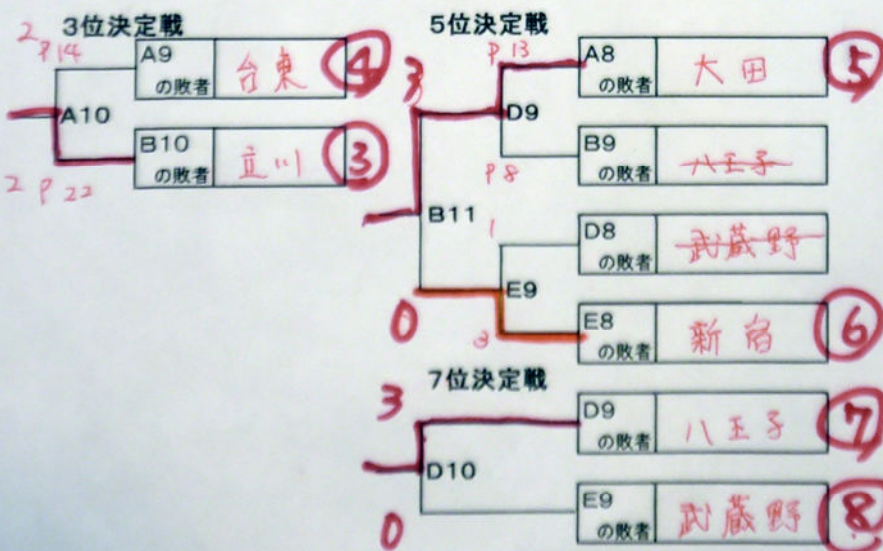 3位決定戦
2 P14
A9 の敗者 台東 ④
A10
B10 の敗者 立川 ③
2 P22
5位決定戦
P13
A8 の敗者 大田 ⑤
3
D9
B9 の敗者 八王子
P8
B11
1
D8 の敗者 武蔵野
E9
0
3
E8 の敗者 新宿 ⑥
7位決定戦
3
D9 の敗者 八王子 ⑦
D10
E9 の敗者 武蔵野 ⑧
0